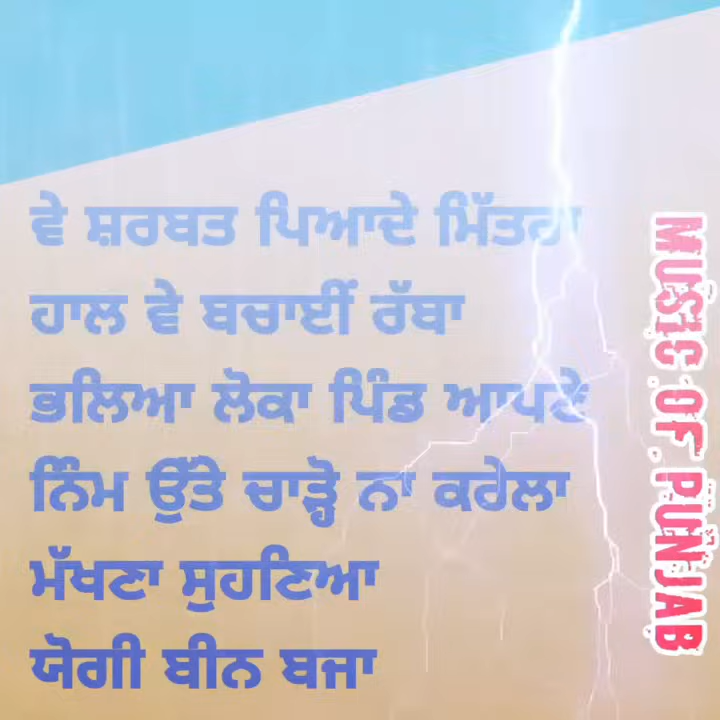 ਵੇ ਸ਼ਰਬਤ ਪਿਆਦੇ ਮਿੱਤਰਾ
ਹਾਲ ਵੇ ਬਚਾਈਂ ਰੱਬਾ
ਭਲਿਆ ਲੋਕਾ ਪਿੰਡ ਆਪਣੇ
ਨਿੰਮ ਉੱਤੇ ਚਾੜ੍ਹੋ ਨਾ ਕਰੇਲਾ
ਮੱਖਣਾ ਸੁਹਣਿਆ
ਯੋਗੀ ਬੀਨ ਬਜਾ
MUSIC OF PUNJAB